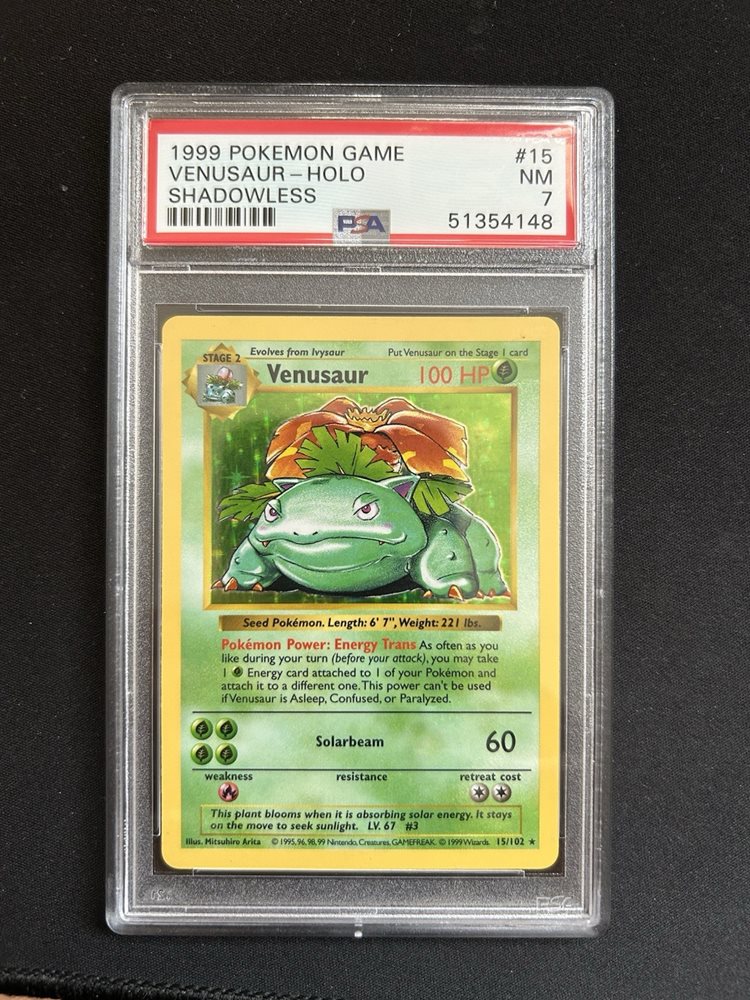 1999 POKEMON GAME #15
VENUSAUR – HOLO NM
SHADOWLESS 7
PSA 51354148
STAGE 2 Evolves from Ivysaur Put Venusaur on the Stage 1 card
Venusaur 100 HP
Seed Pokémon. Length: 6' 7", Weight: 221 lbs.
Pokémon Power: Energy Trans As often as you
like during your turn (before your attack), you may take
1 Energy card attached to 1 of your Pokémon and
attach it to a different one. This power can't be used
if Venusaur is Asleep, Confused, or Paralyzed.
Solarbeam 60
weakness resistance retreat cost
This plant blooms when it is absorbing solar energy. It stays
on the move to seek sunlight. LV. 67 #3
Illus. Mitsuhiro Arita © 1995, 96, 98, 99 Nintendo, Creatures, GAMEFREAK. © 1999 Wizards. 15/102 ★